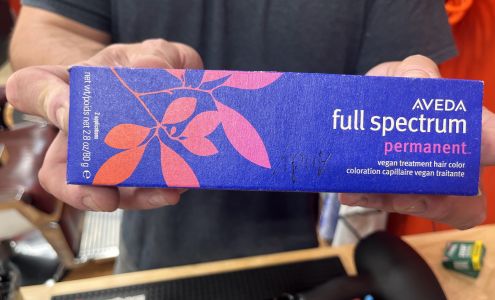 AVEDA
full spectrum
permanent™
vegan treatment hair color
coloration capillaire vegan traitante
net wt/poids net 2.8 oz/80 g e